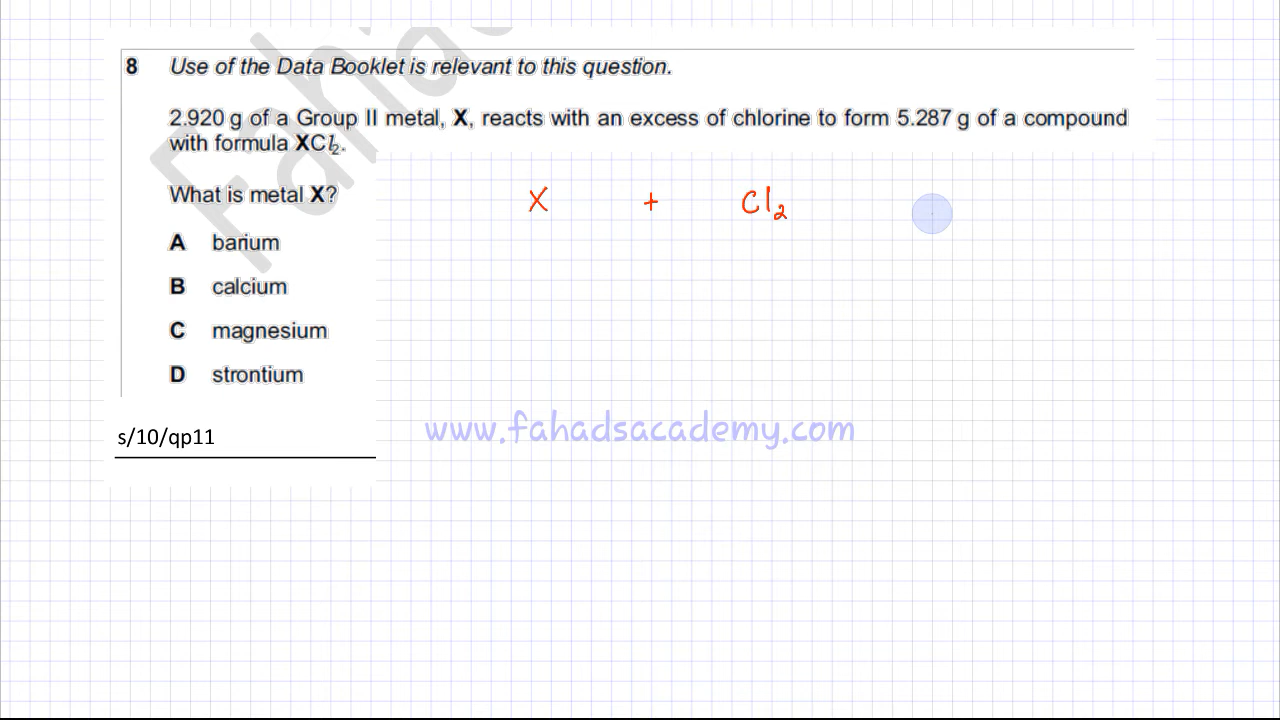 8 Use of the Data Booklet is relevant to this question.
2.920 g of a Group II metal, X, reacts with an excess of chlorine to form 5.287 g of a compound
with formula XCl₂.
What is metal X?
X + Cl₂
A barium
B calcium
C magnesium
D strontium
www.fahadsacademy.com
s/10/qp11